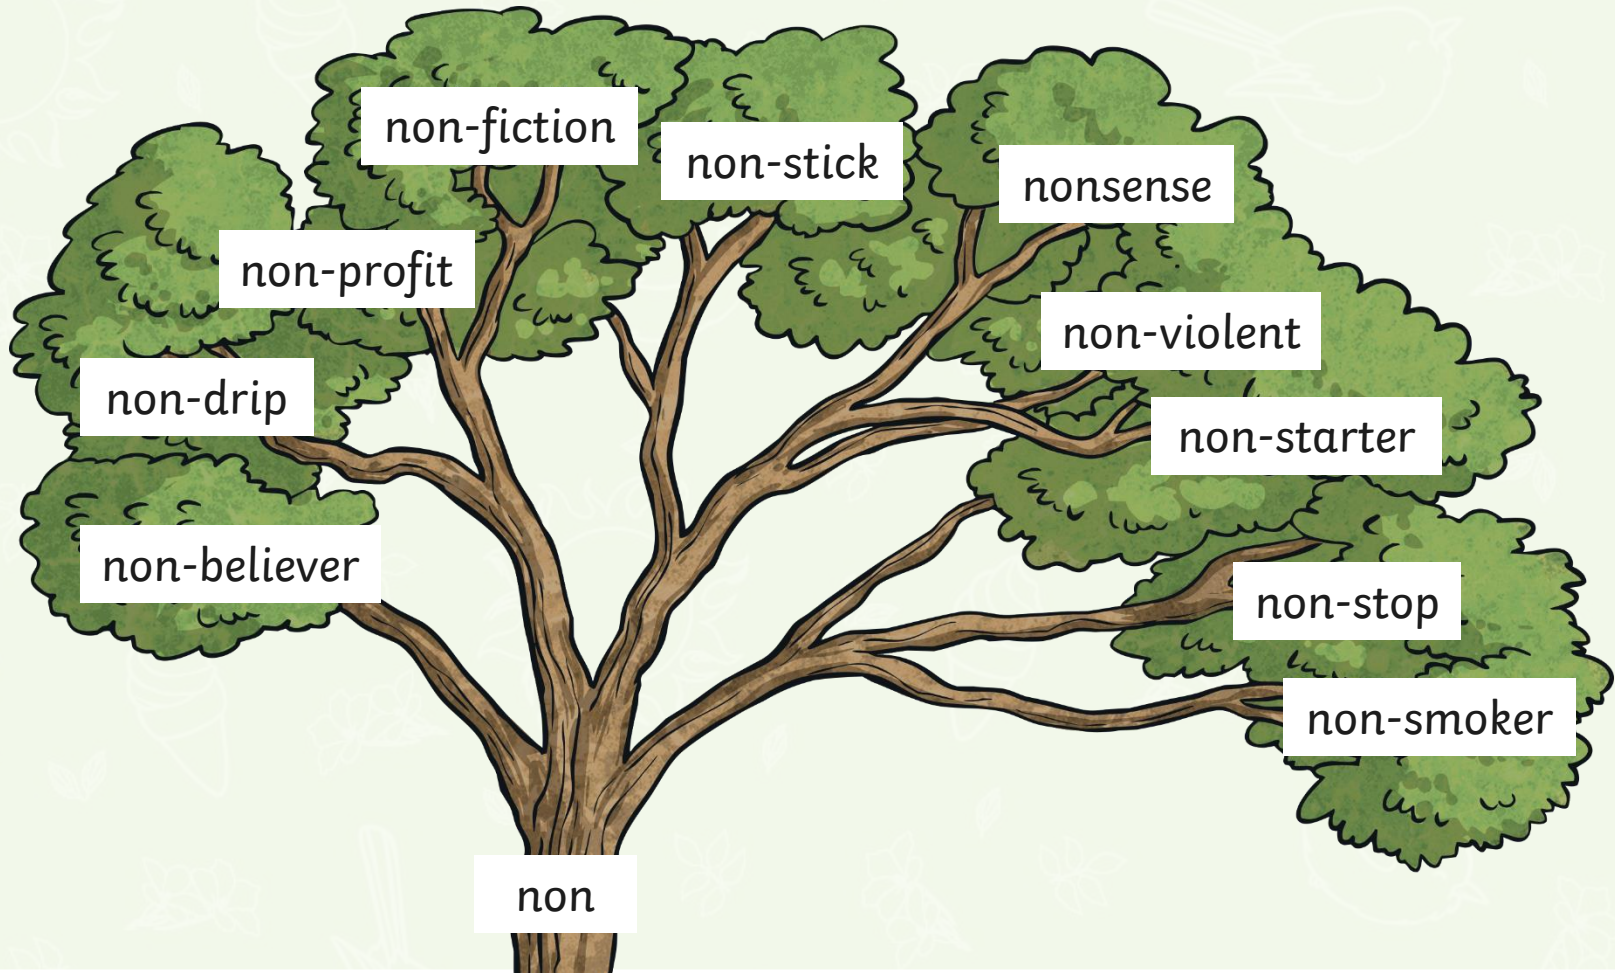 non-fiction
non-stick
nonsense
non-profit
non-violent
non-drip
non-starter
non-believer
non-stop
non-smoker
non